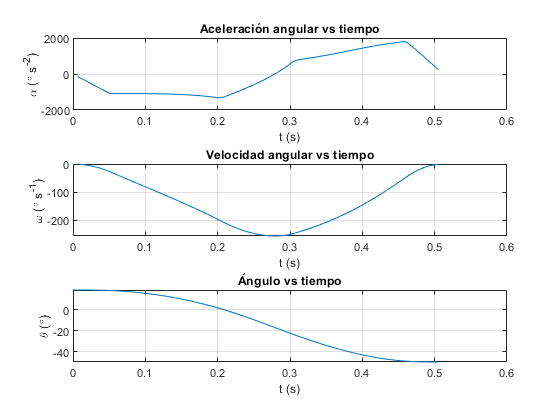 Aceleración angular vs tiempo
2000
0
-2000
α (° s⁻²)
0 0.1 0.2 0.3 0.4 0.5 0.6
t (s)
Velocidad angular vs tiempo
0
-100
-200
ω (° s⁻¹)
0 0.1 0.2 0.3 0.4 0.5 0.6
t (s)
Ángulo vs tiempo
0
-20
-40
θ (°)
0 0.1 0.2 0.3 0.4 0.5 0.6
t (s)